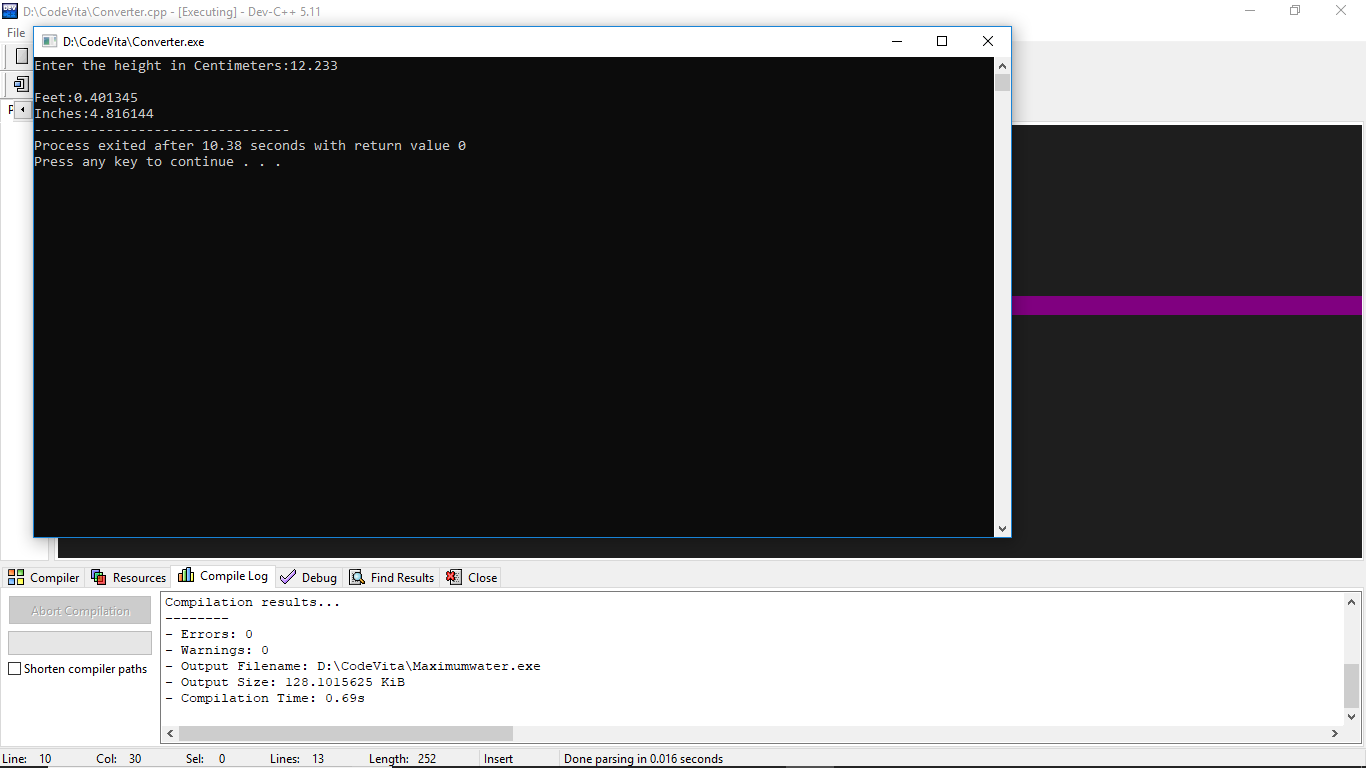 D:\CodeVita\Converter.cpp - [Executing] - Dev-C++ 5.11
File
D:\CodeVita\Converter.exe
Enter the height in Centimeters:12.233
Feet:0.401345
Inches:4.816144
--------------------------------
Process exited after 10.38 seconds with return value 0
Press any key to continue . . .
Compiler Resources Compile Log Debug Find Results Close
Abort Compilation
Shorten compiler paths
Compilation results...
--------
- Errors: 0
- Warnings: 0
- Output Filename: D:\CodeVita\Maximumwater.exe
- Output Size: 128.1015625 KiB
- Compilation Time: 0.69s
Line: 10 Col: 30 Sel: 0 Lines: 13 Length: 252 Insert Done parsing in 0.016 seconds